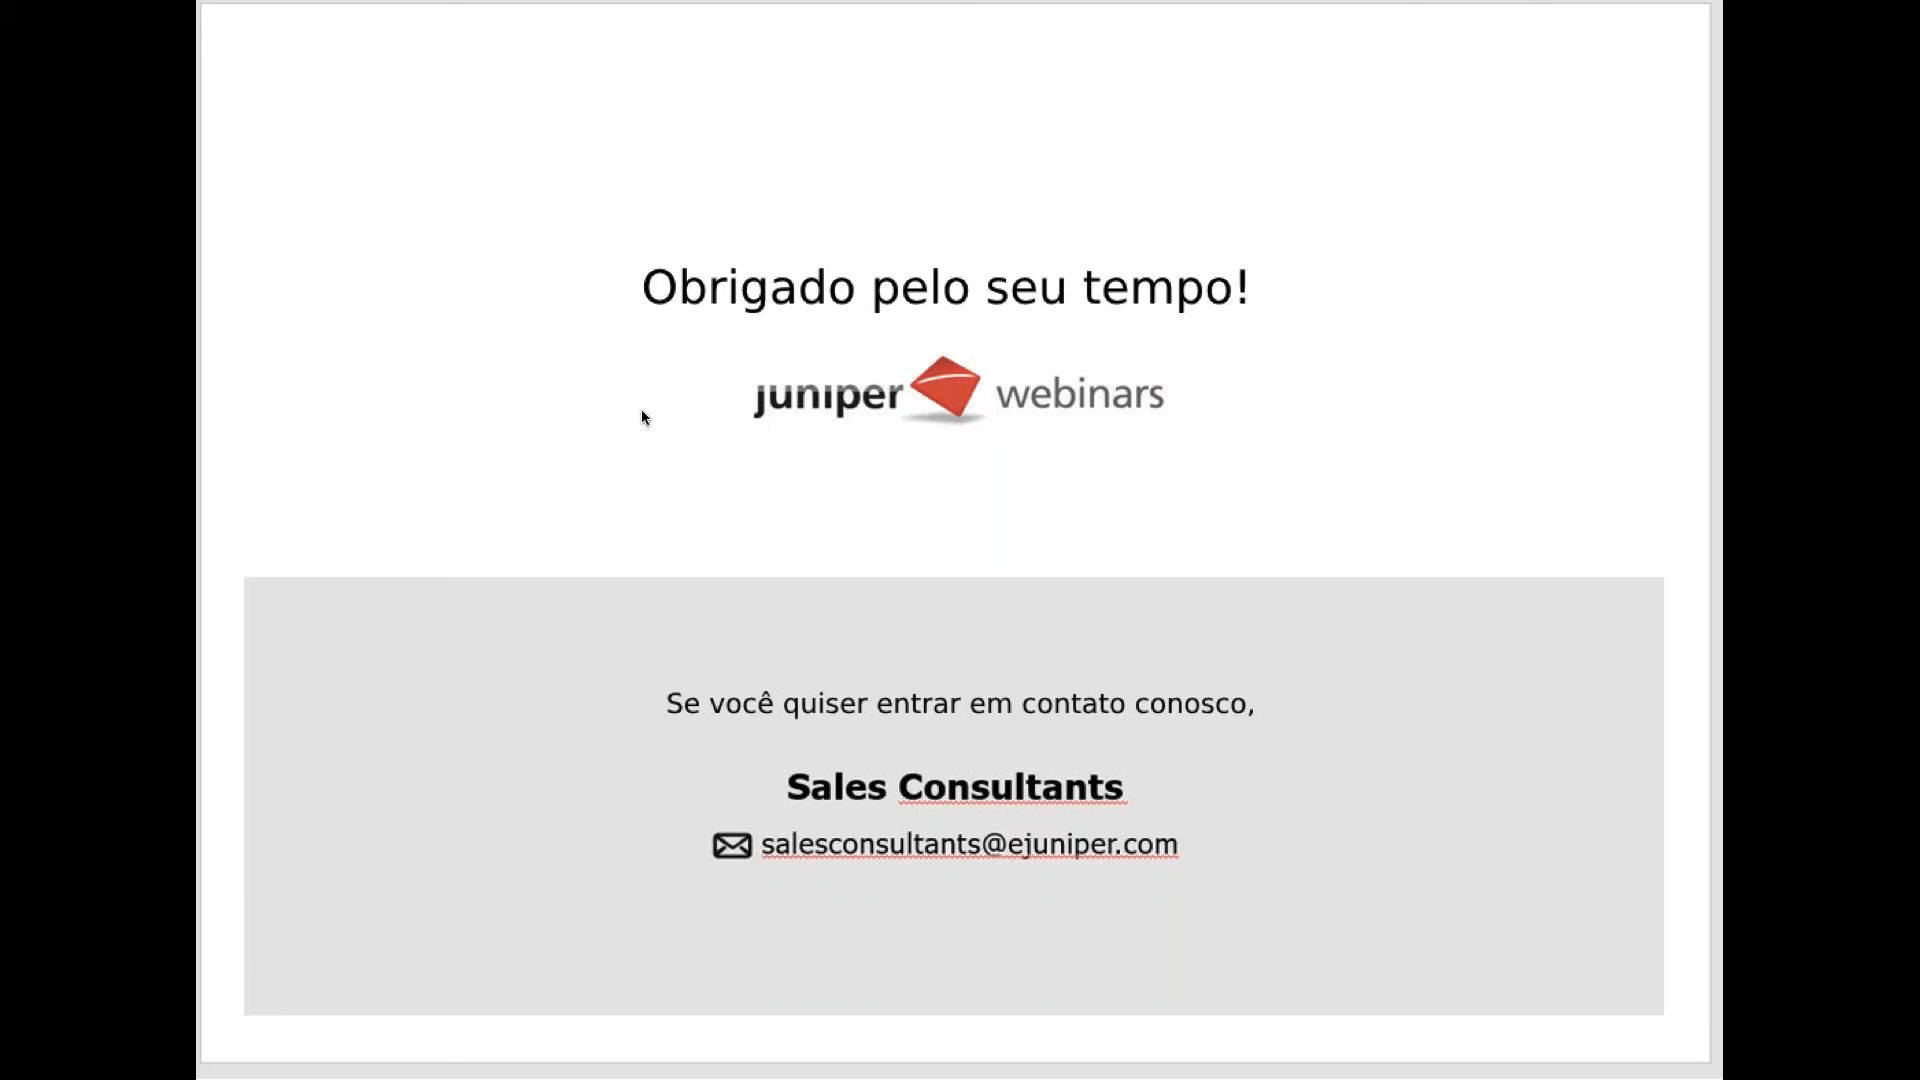 Obrigado pelo seu tempo!
juniper webinars
Se você quiser entrar em contato conosco,
Sales Consultants
salesconsultants@ejuniper.com